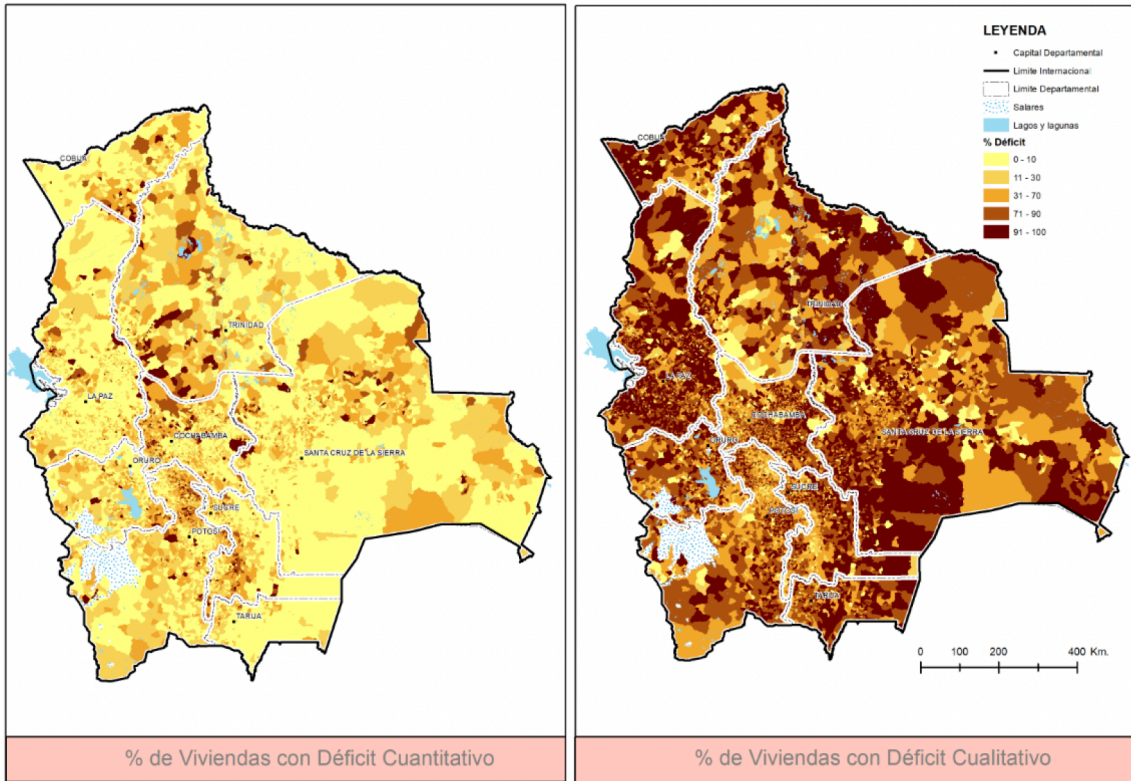 COBIJA
TRINIDAD
LA PAZ
COCHABAMBA
SANTA CRUZ DE LA SIERRA
ORURO
SUCRE
POTOSI
TARIJA
% de Viviendas con Déficit Cuantitativo
LEYENDA
Capital Departamental
Limite Internacional
Limite Departamental
Salares
Lagos y lagunas
% Déficit
0 - 10
11 - 30
31 - 70
71 - 90
91 - 100
COBIJA
TRINIDAD
LA PAZ
COCHABAMBA
SANTA CRUZ DE LA SIERRA
ORURO
SUCRE
POTOSI
TARIJA
0 100 200 400 Km.
% de Viviendas con Déficit Cualitativo